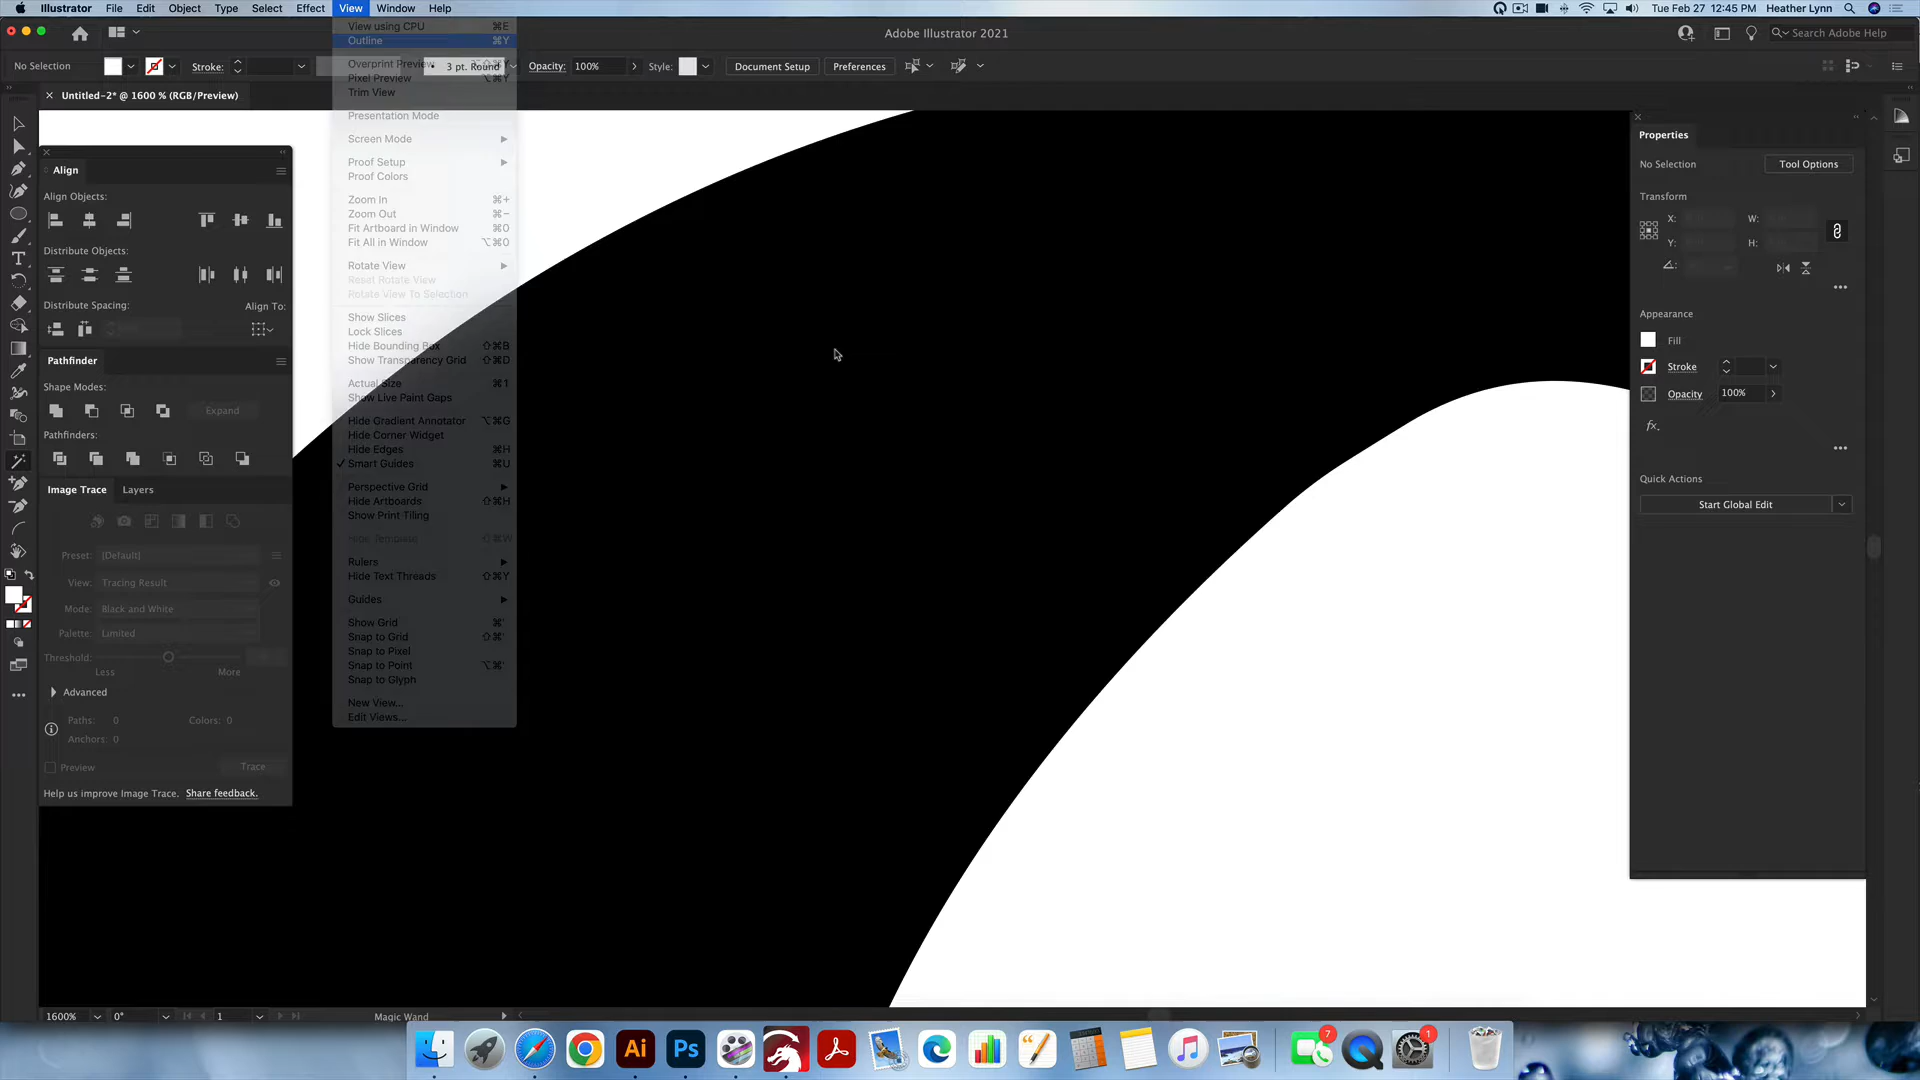 Illustrator File Edit Object Type Select Effect View Window Help
Tue Feb 27 12:45 PM Heather Lynn
Adobe Illustrator 2021
Search Adobe Help
No Selection
Stroke:
3 pt. Round
Opacity: 100%
Style:
Document Setup
Preferences
Untitled-2* @ 1600 % (RGB/Preview)
View using CPU ⌘E
Outline ⌘Y
Overprint Preview
Pixel Preview ⌥⌘Y
Trim View
Presentation Mode
Screen Mode
Proof Setup
Proof Colors
Zoom In ⌘+
Zoom Out ⌘−
Fit Artboard in Window ⌘0
Fit All in Window ⌥⌘0
Rotate View
Reset Rotate View
Rotate View To Selection
Show Slices
Lock Slices
Hide Bounding Box ⇧⌘B
Show Transparency Grid ⇧⌘D
Actual Size ⌘1
Show Live Paint Gaps
Hide Gradient Annotator ⌥⌘G
Hide Corner Widget
Hide Edges ⌘H
✓ Smart Guides ⌘U
Perspective Grid
Hide Artboards ⇧⌘H
Show Print Tiling
Hide Template ⇧⌘W
Rulers
Hide Text Threads ⇧⌘Y
Guides
Show Grid ⌘'
Snap to Grid ⇧⌘'
Snap to Pixel
Snap to Point ⌥⌘'
Snap to Glyph
New View...
Edit Views...
Align
Align Objects:
Distribute Objects:
Distribute Spacing:
Align To:
Pathfinder
Shape Modes:
Expand
Pathfinders:
Image Trace Layers
Preset: [Default]
View: Tracing Result
Mode: Black and White
Palette: Limited
Threshold:
Less More
Advanced
Paths: 0 Colors: 0
Anchors: 0
Preview
Trace
Help us improve Image Trace. Share feedback.
Properties
No Selection
Tool Options
Transform
X: W:
Y: H:
Appearance
Fill
Stroke
Opacity 100%
fx.
Quick Actions
Start Global Edit
1600% 0° 1 Magic Wand
Ai
Ps
7
1